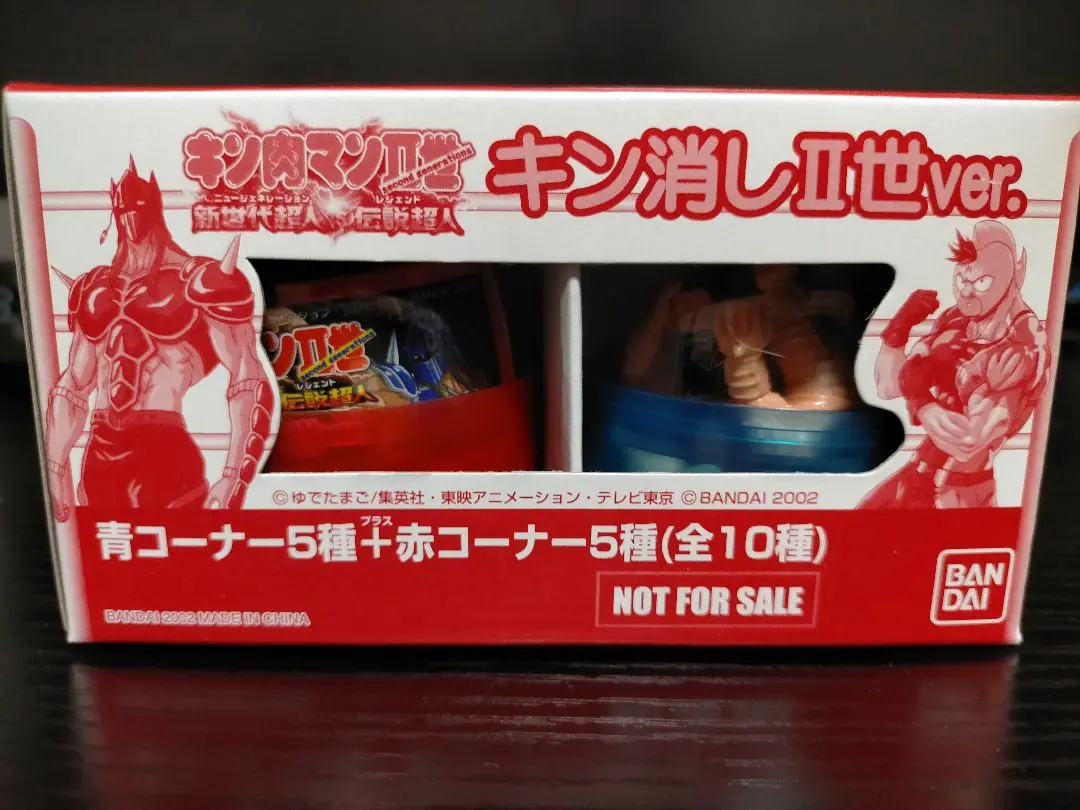 キン肉マンⅡ世
second generations
ニュージェネレーション レジェンド
新世代超人VS伝説超人
キン消しⅡ世ver.
ンⅡ世
second generations
レジェンド
伝説超人
©ゆでたまご/集英社・東映アニメーション・テレビ東京 ©BANDAI 2002
プラス
青コーナー5種+赤コーナー5種(全10種)
NOT FOR SALE
BAN
DAI
BANDAI 2002 MADE IN CHINA